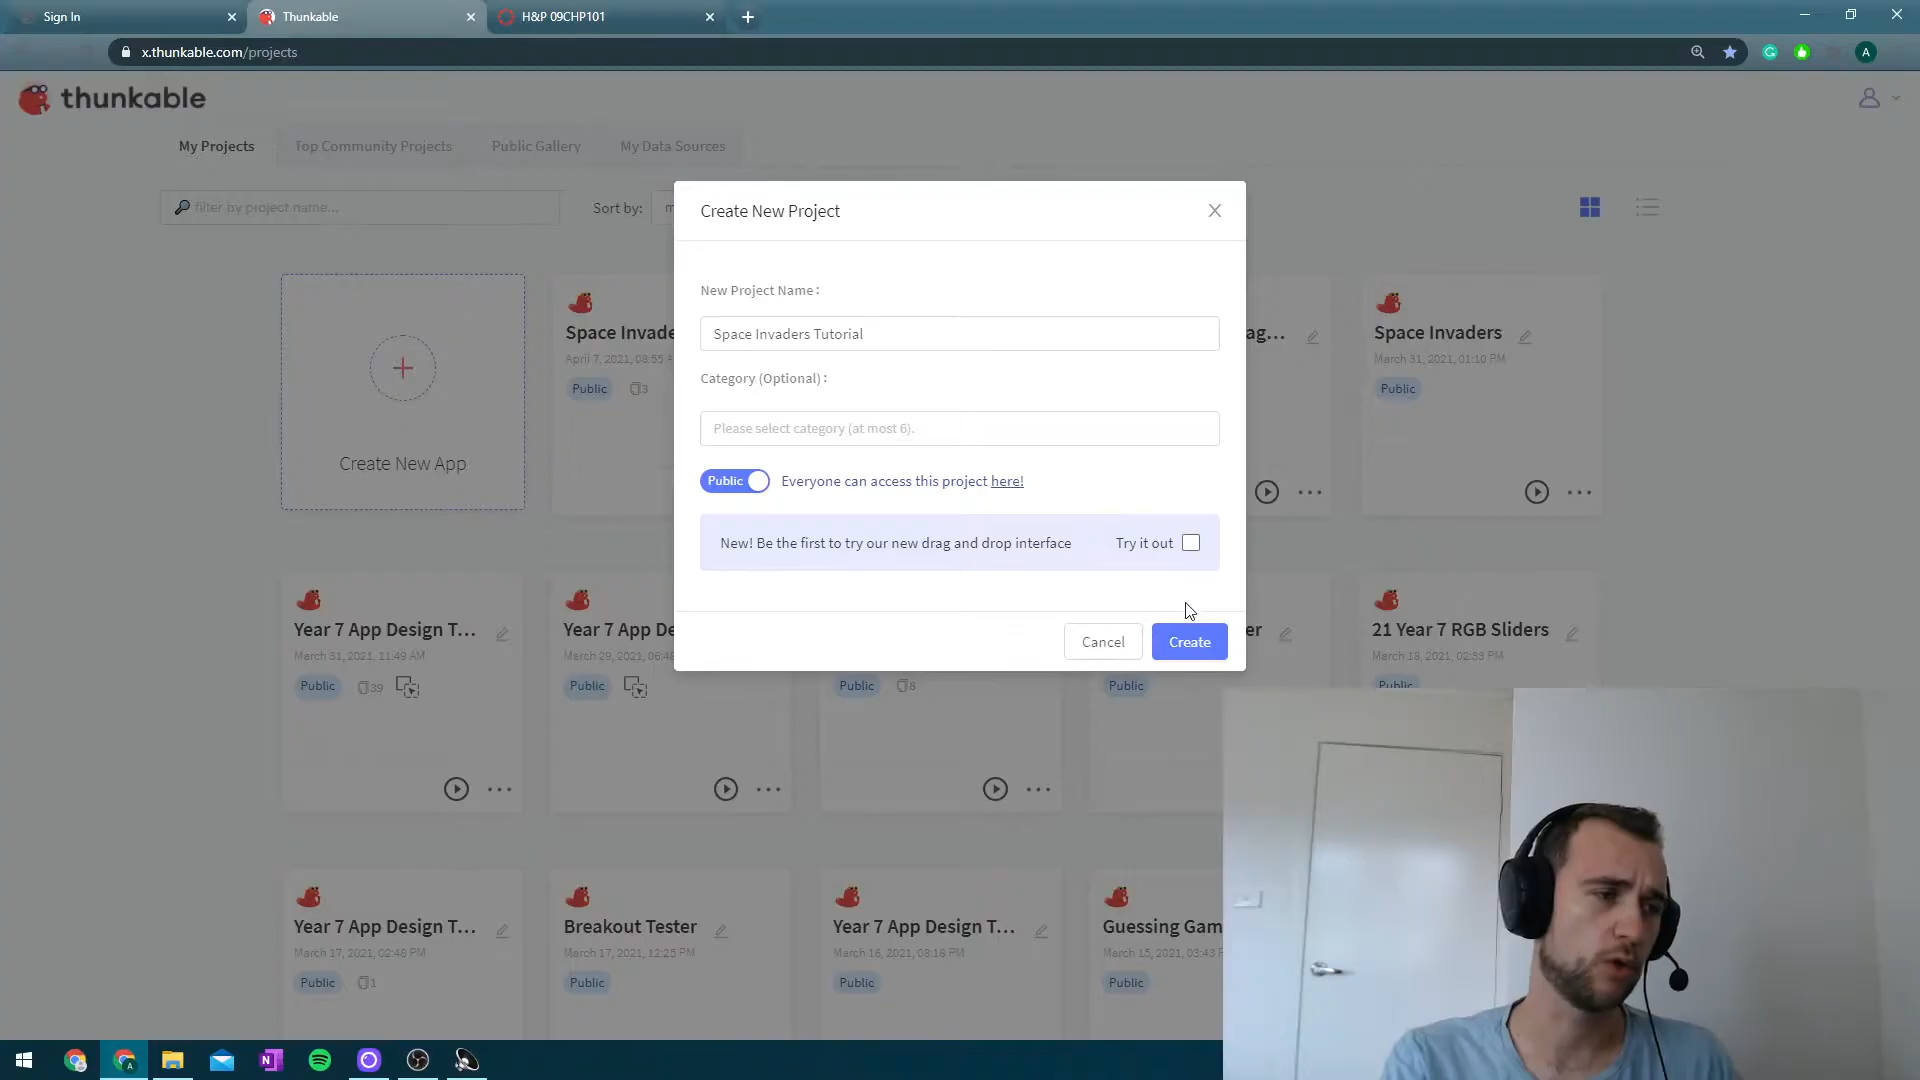 Sign In
Thunkable
H&P 09CHP101
x.thunkable.com/projects
A
thunkable
My Projects
Top Community Projects
Public Gallery
My Data Sources
filter by project name...
Sort by:
Create New Project
New Project Name:
Space Invaders Tutorial
Category (Optional):
Please select category (at most 6).
Public
Everyone can access this project here!
New! Be the first to try our new drag and drop interface
Try it out
Cancel
Create
Create New App
Space Invade
April 7, 2021, 08:55 A
Public
3
ag...
Space Invaders
March 31, 2021, 01:10 PM
Public
Year 7 App Design T...
March 31, 2021, 11:49 AM
Public
39
Year 7 App De
March 29, 2021, 06:48
Public
Public
8
er
Public
21 Year 7 RGB Sliders
March 18, 2021, 02:33 PM
Public
Year 7 App Design T...
March 17, 2021, 02:48 PM
Public
1
Breakout Tester
March 17, 2021, 12:25 PM
Public
Year 7 App Design T...
March 16, 2021, 08:18 PM
Public
Guessing Gam
March 15, 2021, 03:43 P
Public